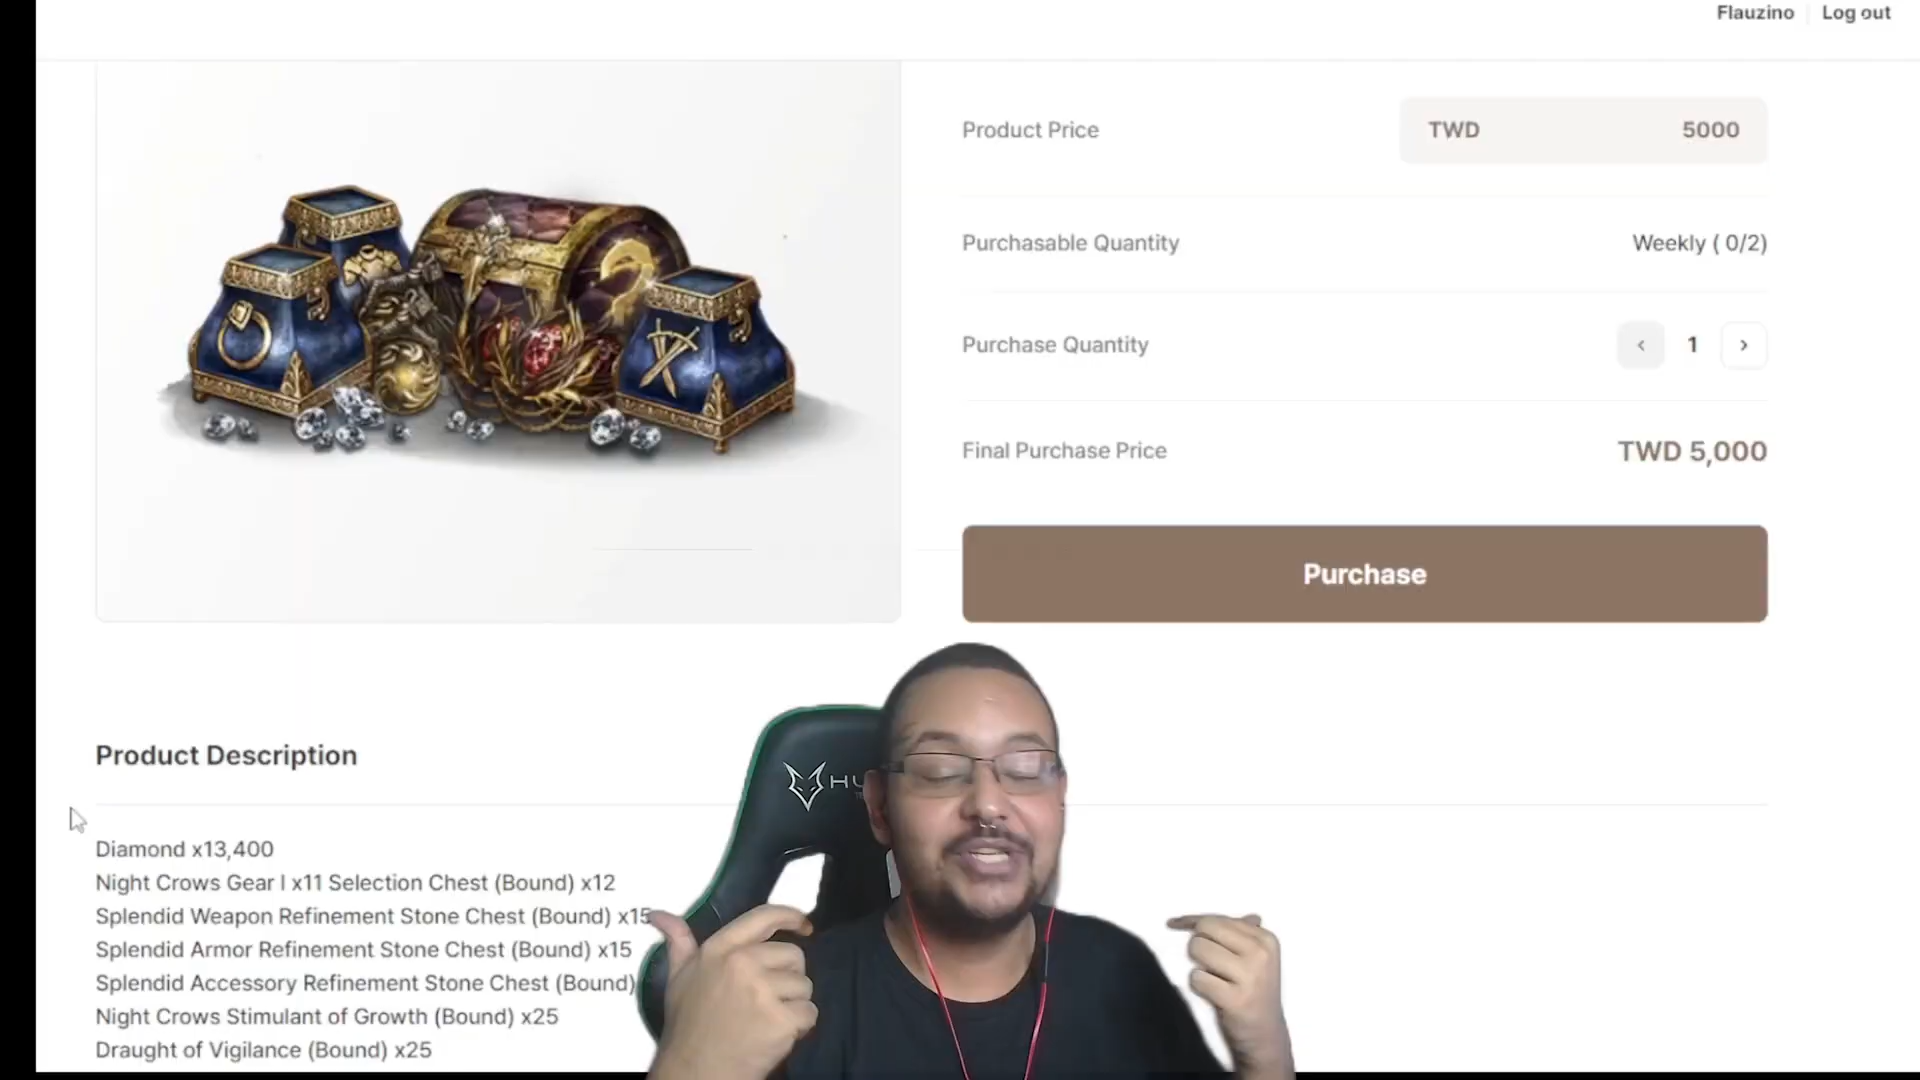 Flauzino
Log out
Product Price
TWD
5000
Purchasable Quantity
Weekly ( 0/2)
Purchase Quantity
1
Final Purchase Price
TWD 5,000
Purchase
Product Description
Diamond x13,400
Night Crows Gear I x11 Selection Chest (Bound) x12
Splendid Weapon Refinement Stone Chest (Bound) x15
Splendid Armor Refinement Stone Chest (Bound) x15
Splendid Accessory Refinement Stone Chest (Bound)
Night Crows Stimulant of Growth (Bound) x25
Draught of Vigilance (Bound) x25